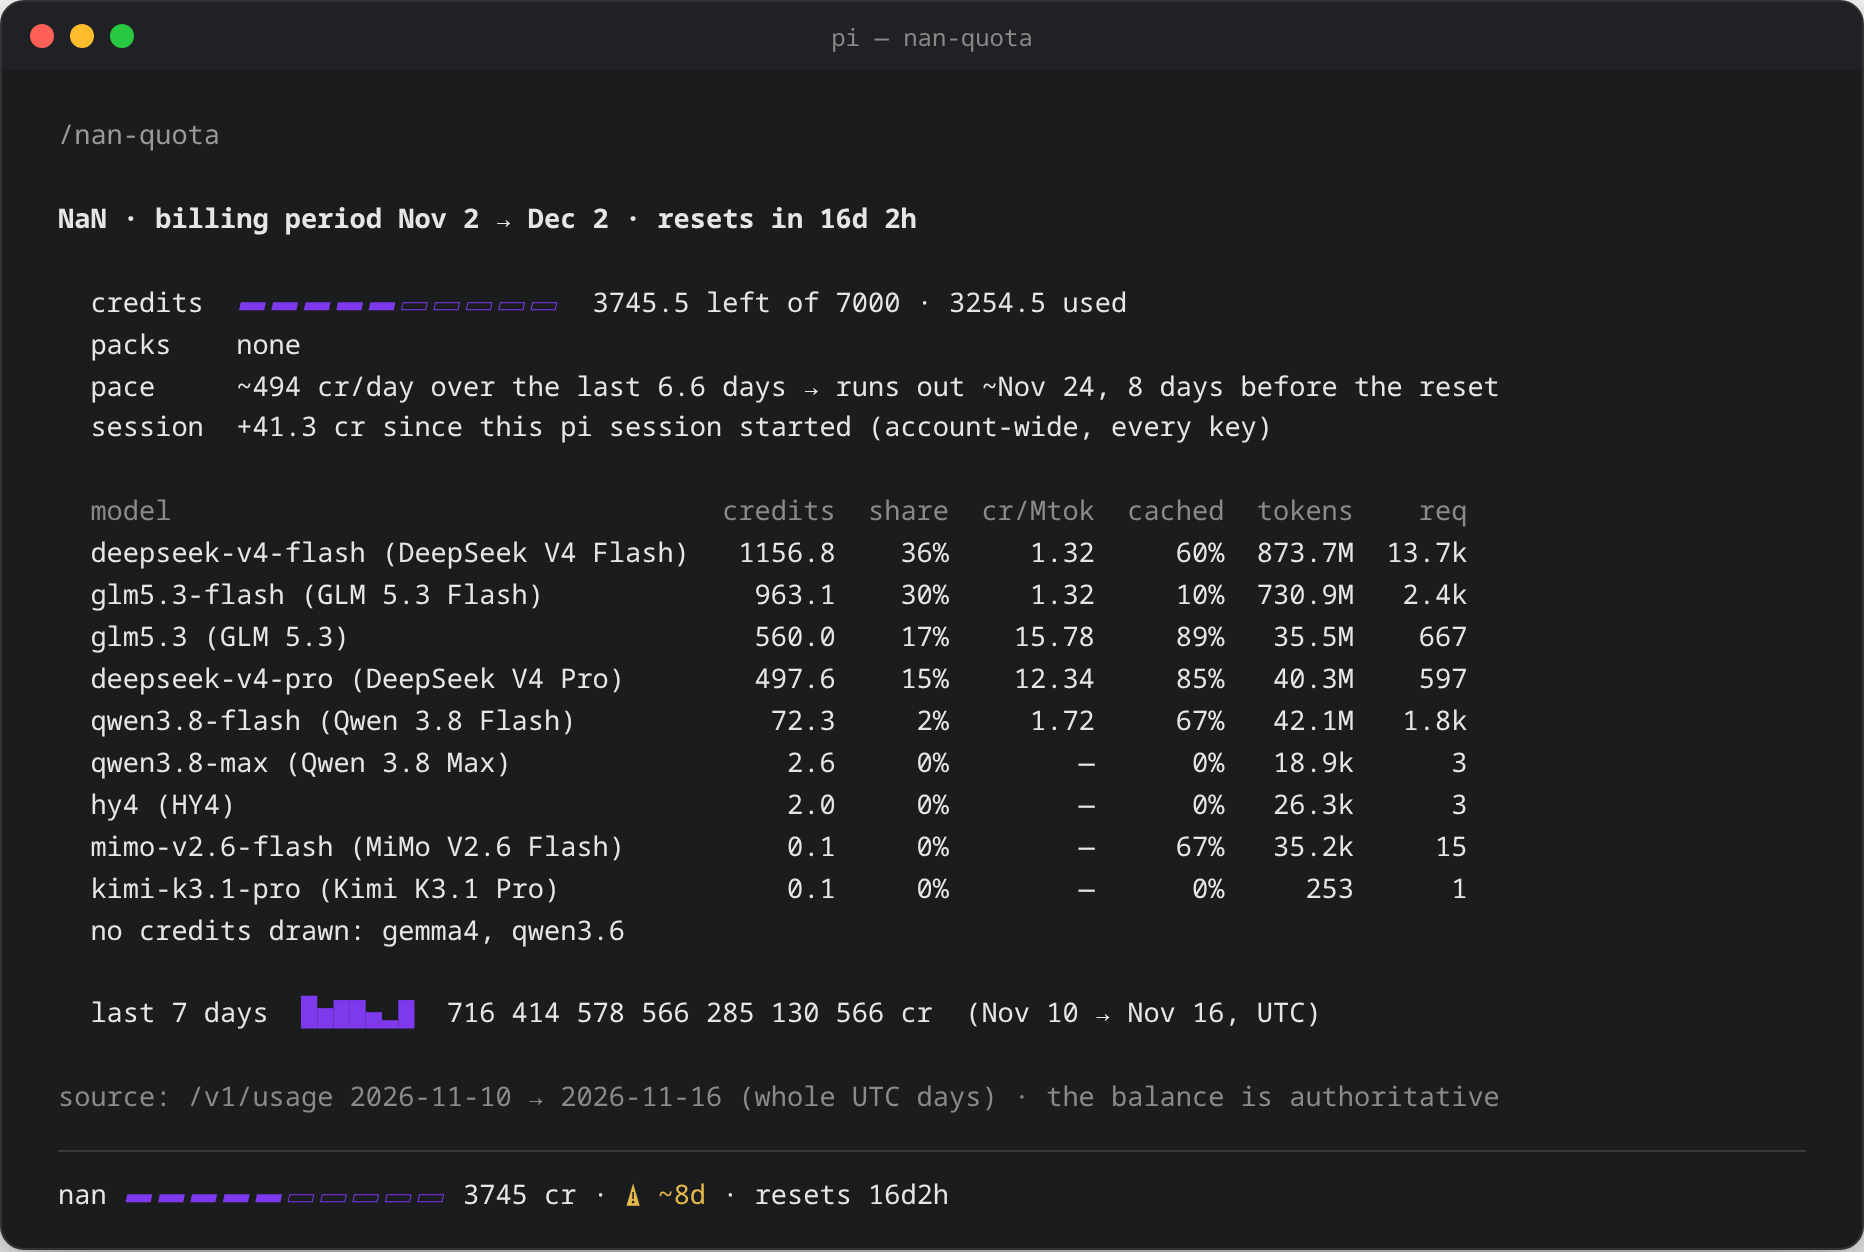 pi — nan-quota
/nan-quota
NaN · billing period Nov 2 → Dec 2 · resets in 16d 2h
credits 3745.5 left of 7000 · 3254.5 used
packs none
pace ~494 cr/day over the last 6.6 days → runs out ~Nov 24, 8 days before the reset
session +41.3 cr since this pi session started (account-wide, every key)
model credits share cr/Mtok cached tokens req
deepseek-v4-flash (DeepSeek V4 Flash) 1156.8 36% 1.32 60% 873.7M 13.7k
glm5.3-flash (GLM 5.3 Flash) 963.1 30% 1.32 10% 730.9M 2.4k
glm5.3 (GLM 5.3) 560.0 17% 15.78 89% 35.5M 667
deepseek-v4-pro (DeepSeek V4 Pro) 497.6 15% 12.34 85% 40.3M 597
qwen3.8-flash (Qwen 3.8 Flash) 72.3 2% 1.72 67% 42.1M 1.8k
qwen3.8-max (Qwen 3.8 Max) 2.6 0% — 0% 18.9k 3
hy4 (HY4) 2.0 0% — 0% 26.3k 3
mimo-v2.6-flash (MiMo V2.6 Flash) 0.1 0% — 67% 35.2k 15
kimi-k3.1-pro (Kimi K3.1 Pro) 0.1 0% — 0% 253 1
no credits drawn: gemma4, qwen3.6
last 7 days 716 414 578 566 285 130 566 cr (Nov 10 → Nov 16, UTC)
source: /v1/usage 2026-11-10 → 2026-11-16 (whole UTC days) · the balance is authoritative
nan 3745 cr · ⚠ ~8d · resets 16d2h